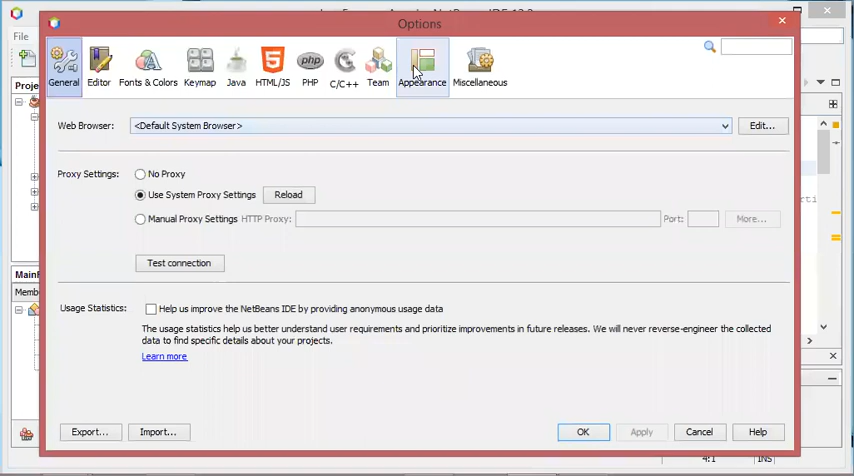 Options
File
General
Editor
Fonts & Colors
Keymap
Java
HTML/JS
PHP
C/C++
Team
Appearance
Miscellaneous
Web Browser: <Default System Browser> Edit...
Proxy Settings: No Proxy
Use System Proxy Settings Reload
Manual Proxy Settings HTTP Proxy: Port: More...
Test connection
Usage Statistics: Help us improve the NetBeans IDE by providing anonymous usage data
The usage statistics help us better understand user requirements and prioritize improvements in future releases. We will never reverse-engineer the collected
data to find specific details about your projects.
Learn more
Export... Import... OK Apply Cancel Help
4:1 INS